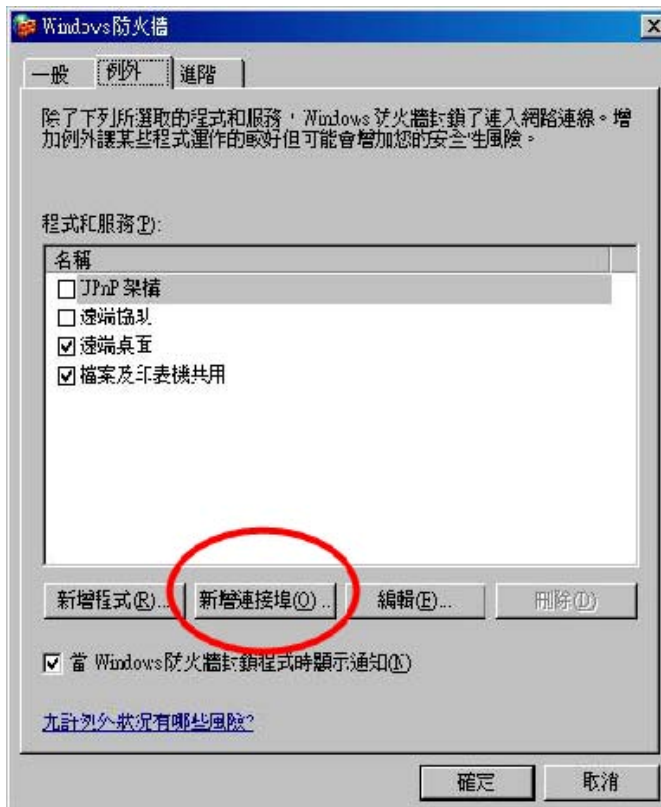 Windows防火牆
一般 例外 進階
除了下列所選取的程式和服務，Windows 防火牆封鎖了連入網路連線。增
加例外讓某些程式運作的較好但可能會增加您的安全性風險。
程式和服務(P):
名稱
UPnP 架構
遠端協助
遠端桌面
檔案及印表機共用
新增程式(R)... 新增連接埠(O)... 編輯(E)... 刪除(D)
當 Windows防火牆封鎖程式時顯示通知(N)
允許例外狀況有哪些風險?
確定 取消